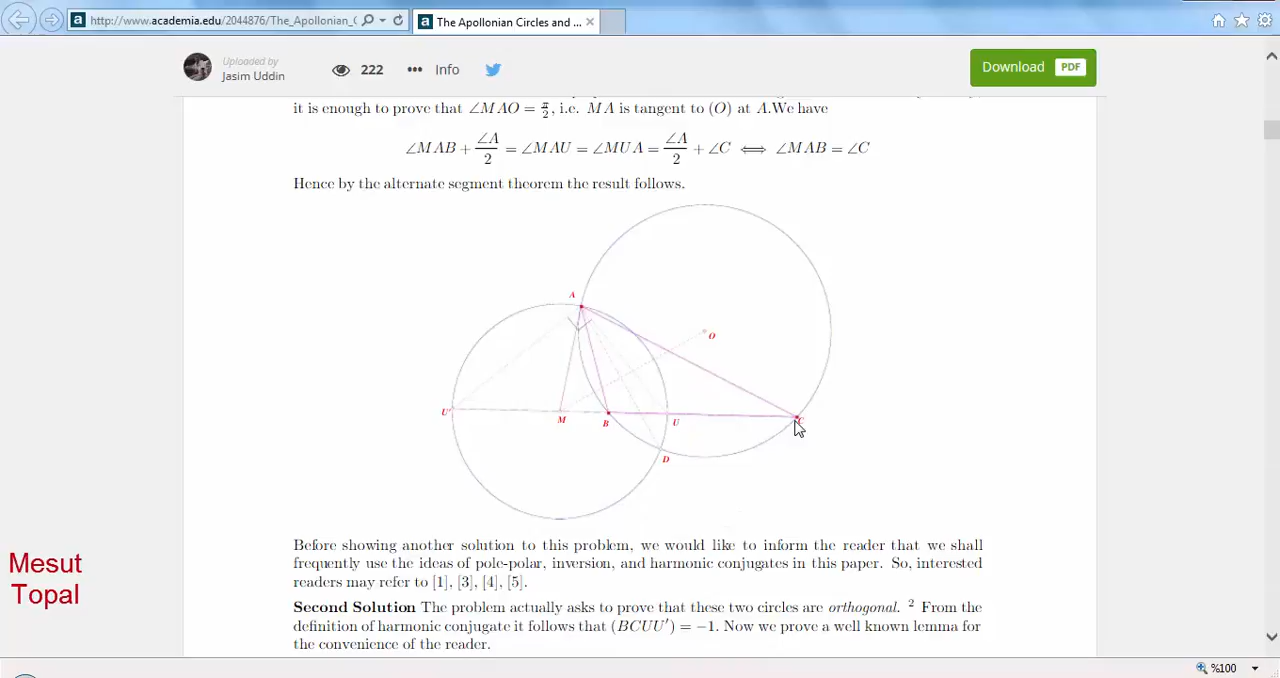 http://www.academia.edu/2044876/The_Apollonian_C
The Apollonian Circles and ...
Uploaded by
Jasim Uddin
222
Info
Download PDF
it is enough to prove that ∠MAO = π/2, i.e. MA is tangent to (O) at A.We have
∠MAB + ∠A/2 = ∠MAU = ∠MUA = ∠A/2 + ∠C ⟺ ∠MAB = ∠C
Hence by the alternate segment theorem the result follows.
A
O
U'
M
B
U
C
D
Before showing another solution to this problem, we would like to inform the reader that we shall
frequently use the ideas of pole-polar, inversion, and harmonic conjugates in this paper. So, interested
readers may refer to [1], [3], [4], [5].
Second Solution The problem actually asks to prove that these two circles are orthogonal. ² From the
definition of harmonic conjugate it follows that (BCUU′) = −1. Now we prove a well known lemma for
the convenience of the reader.
Mesut
Topal
%100